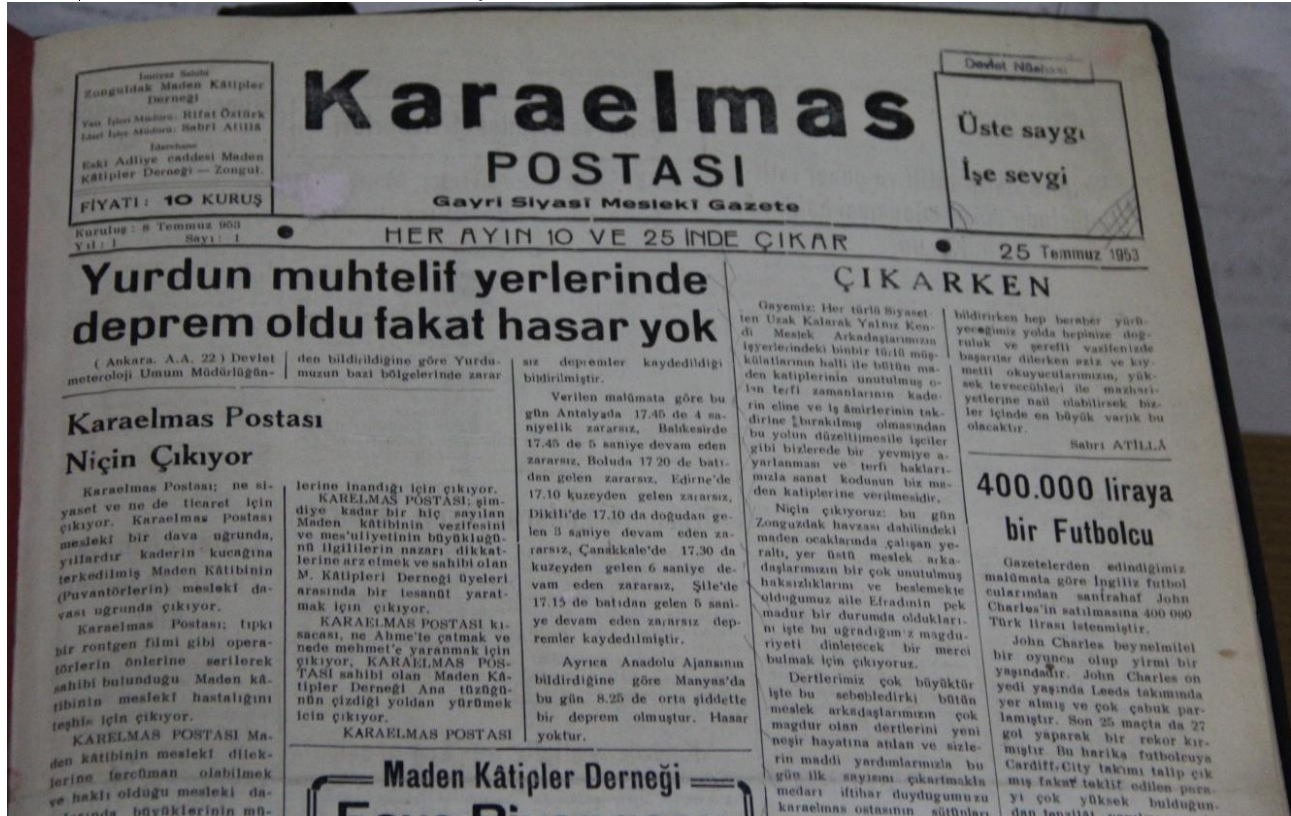 İmtiyaz Sahibi
Zonguldak Maden Kâtipler
Derneği
Yazı İşleri Müdürü: Rifat Öztürk
İdari İşler Müdürü: Sabri Atillâ
İdarehane
Eski Adliye caddesi Maden
Kâtipler Derneği — Zongul.
FİYATI: 10 KURUŞ
Karaelmas
POSTASI
Gayri Siyasî Meslekî Gazete
Devlet Nüshası
Üste saygı
İşe sevgi
Kuruluş: 8 Temmuz 953
Yıl: 1 Sayı: 1
HER AYIN 10 VE 25 İNDE ÇIKAR
25 Temmuz 1953
Yurdun muhtelif yerlerinde
deprem oldu fakat hasar yok
( Ankara. A.A. 22 ) Devlet
meteroloji Umum Müdürlüğün-
den bildirildiğine göre Yurdu-
muzun bazı bölgelerinde zarar
sız depremler kaydedildiği
bildirilmiştir.
Verilen malûmata göre bu
gün Antalyada 17.45 de 4 sa-
niyelik zararsız, Balıkesirde
17.45 de 5 saniye devam eden
zararsız, Boluda 17 20 de batı-
dan gelen zararsız, Edirne'de
17.10 kuzeyden gelen zararsız,
Dikili'de 17.10 da doğudan ge-
len 3 saniye devam eden za-
rarsız, Çanakkale'de 17.30 da
kuzeyden gelen 6 saniye de-
vam eden zararsız, Şile'de
17.15 de batıdan gelen 5 sani-
ye devam eden zararsız dep-
remler kaydedilmiştir.
Ayrıca Anadolu Ajansının
bildirdiğine göre Manyas'da
bu gün 8.25 de orta şiddette
bir deprem olmuştur. Hasar
yoktur.
Karaelmas Postası
Niçin Çıkıyor
Karaelmas Postası; ne si-
yaset ve ne de ticaret için
çıkıyor. Karaelmas Postası
mesleki bir dava uğrunda,
yıllardır kaderin kucağına
terkedilmiş Maden Kâtibinin
(Puvantörlerin) mesleki da-
vası uğrunda çıkıyor.
Karaelmas Postası; tıpkı
bir rontgen filmi gibi opera-
törlerin önlerine serilerek
sahibi bulunduğu Maden kâ-
tibinin mesleki hastalığını
teşhis için çıkıyor.
KARELMAS POSTASI Ma-
den kâtibinin mesleki dilek-
lerine tercüman olabilmek
ve haklı olduğu mesleki da-
büyüklerinin mü-
lerine inandığı için çıkıyor.
KARELMAS POSTASI; şim-
diye kadar bir hiç sayılan
Maden kâtibinin vezifesini
ve mes'uliyetinin büyüklüğü-
nü ilgililerin nazarı dikkat-
lerine arz etmek ve sahibi olan
M. Kâtipleri Derneği üyeleri
arasında bir tesanüt yarat-
mak için çıkıyor.
KARAELMAS POSTASI kı-
sacası, ne Ahme'te çatmak ve
nede mehmet'e yaranmak için
çıkıyor, KARAELMAS POS-
TASI sahibi olan Maden Kâ-
tipler Derneği Ana tüzüğü-
nün çizdiği yoldan yürümek
için çıkıyor.
KARAELMAS POSTASI
Maden Kâtipler Derneği
ÇIKARKEN
Gayemiz: Her türlü Siyaset-
ten Uzak Kalarak Yalnız Ken-
di Meslek Arkadaşlarımızın
işyerlerindeki binbir türlü müş-
külatlarının halli ile bütün ma-
den katiplerinin unutulmuş o-
lan terfi zamanlarının kade-
rin eline ve iş âmirlerinin tak-
dirine bırakılmış olmasından
bu yolun düzeltilmesile işçiler
gibi bizlerede bir yevmiye a-
yarlanması ve terfi hakları-
mızla sanat kodunun biz ma-
den katiplerine verilmesidir.
Niçin çıkıyoruz: bu gün
Zonguzdak havzası dahilindeki
maden ocaklarında çalışan ye-
raltı, yer üstü meslek arka-
daşlarımızın bir çok unutulmuş
haksızlıklarını ve beslemekte
olduğumuz aile Efradının pek
madur bir durumda oldukları-
nı işte bu uğradığımız magdu-
riyeti dinletecek bir merci
bulmak için çıkıyoruz.
Dertlerimiz çok büyüktür
işte bu sebebledirki bütün
meslek arkadaşlarımızın çok
magdur olan dertlerini yeni
neşir hayatına atılan ve sizle-
rin maddi yardımlarımızla bu
gün ilk sayısını çıkartmakla
medarı iftihar duydugumuzu
karaelmas ostasının sütünları
bildirirken hep beraber yürü-
yeceğimiz yolda hepinize doğ-
ruluk ve şerefli vazifenizde
başarılar dilerken aziz ve kıy-
metli okuyucularımızın, yük-
sek teveccühleri ile mazhari-
yetlerine nail olabilirsek biz-
ler içinde en büyük varlık bu
olacaktır.
Sabri ATİLLÂ
400.000 liraya
bir Futbolcu
Gazetelerden edindiğimiz
malûmata göre İngiliz futbol
cularından santrahaf John
Charles'in satılmasına 400 000
Türk lirası istenmiştir.
John Charles beynelmilel
bir oyuncu olup yirmi bir
yaşındadır. John Charles on
yedi yaşında Leeds takımında
yer almış ve çok çabuk par-
lamıştır. Son 25 maçta da 27
gol yaparak bir rekor kır-
mıştır. Bu harika futbolcuya
Cardiff City takımı talip çık
mış fakat teklif edilen para-
yı çok yüksek bulduğun-
dan